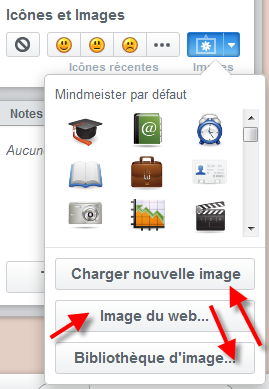 Icônes et Images
Icônes récentes
Images
Mindmeister par défaut
Notes
Aucun
Charger nouvelle image
Image du web...
Bibliothèque d'image...